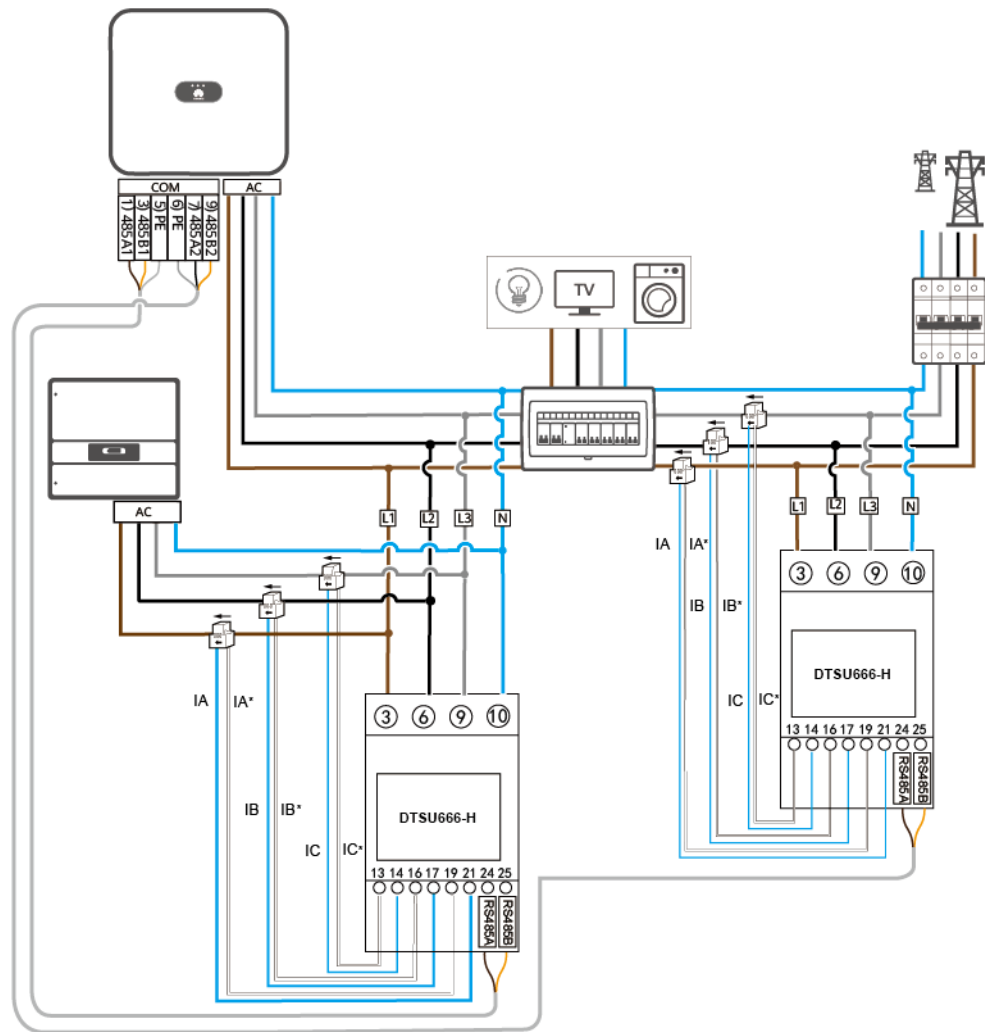 COM
AC
1) 485A1
3) 485B1
5) PE
6) PE
7) 485A2
9) 485B2
TV
AC
L1
L2
L3
N
L1
L2
L3
N
IA
IA*
IB
IB*
IC
IC*
3
6
9
10
DTSU666-H
13 14 16 17 19 21 24 25
RS485A
RS485B
IA
IA*
IB
IB*
IC
IC*
3
6
9
10
DTSU666-H
13 14 16 17 19 21 24 25
RS485A
RS485B